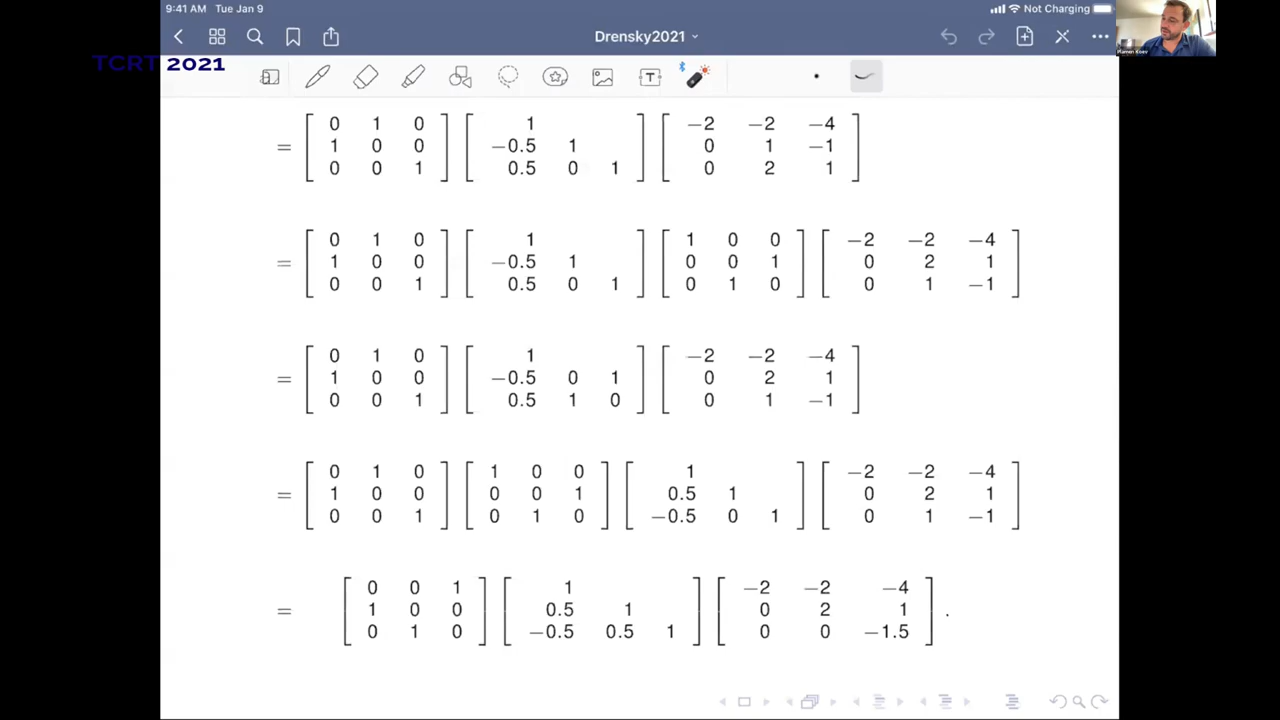 9:41 AM Tue Jan 9
Not Charging
Drensky2021
TCRT 2021
Plamen Koev
T
0 1 0 1 −2 −2 −4
= 1 0 0 −0.5 1 0 1 −1
0 0 1 0.5 0 1 0 2 1
0 1 0 1 1 0 0 −2 −2 −4
= 1 0 0 −0.5 1 0 0 1 0 2 1
0 0 1 0.5 0 1 0 1 0 0 1 −1
0 1 0 1 −2 −2 −4
= 1 0 0 −0.5 0 1 0 2 1
0 0 1 0.5 1 0 0 1 −1
0 1 0 1 0 0 1 −2 −2 −4
= 1 0 0 0 0 1 0.5 1 0 2 1
0 0 1 0 1 0 −0.5 0 1 0 1 −1
0 0 1 1 −2 −2 −4
= 1 0 0 0.5 1 0 2 1 .
0 1 0 −0.5 0.5 1 0 0 −1.5